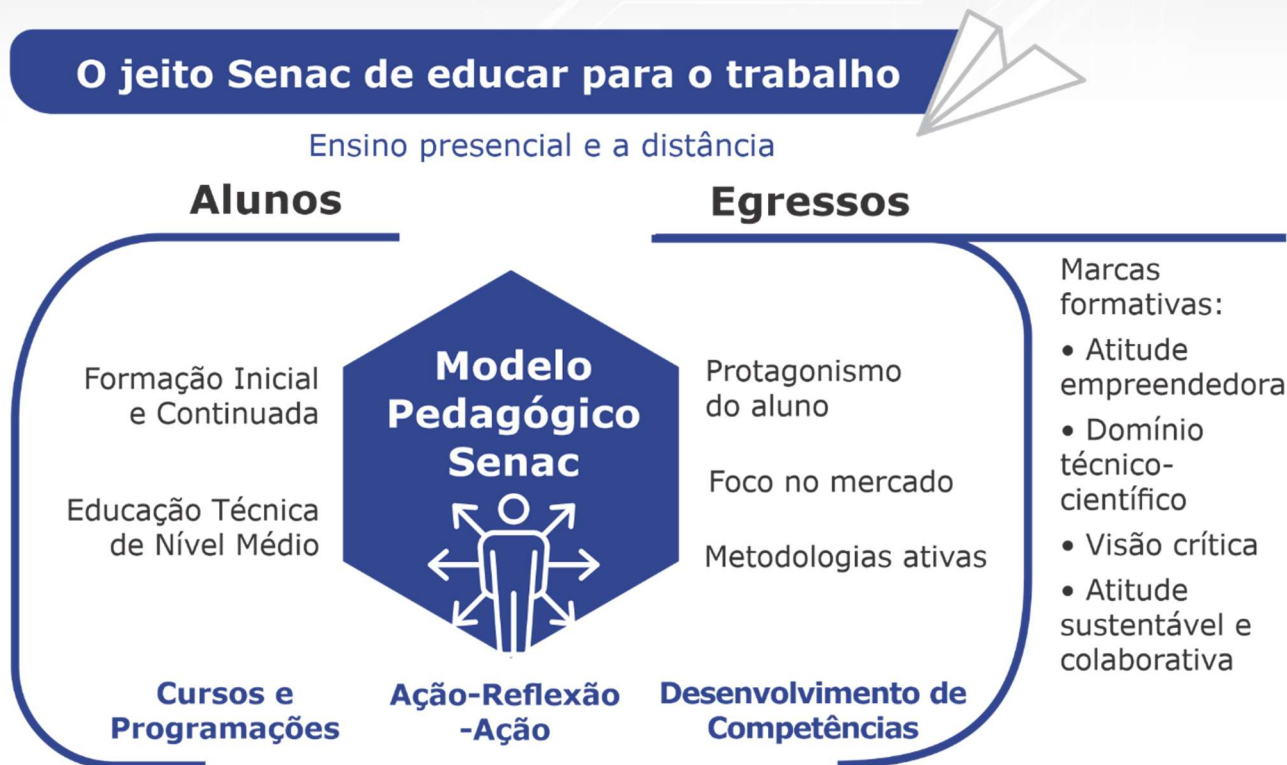 O jeito Senac de educar para o trabalho
Ensino presencial e a distância
Alunos
Egressos
Formação Inicial
e Continuada
Educação Técnica
de Nível Médio
Modelo
Pedagógico
Senac
Protagonismo
do aluno
Foco no mercado
Metodologias ativas
Cursos e
Programações
Ação-Reflexão
-Ação
Desenvolvimento de
Competências
Marcas
formativas:
• Atitude
empreendedora
• Domínio
técnico-
científico
• Visão crítica
• Atitude
sustentável e
colaborativa